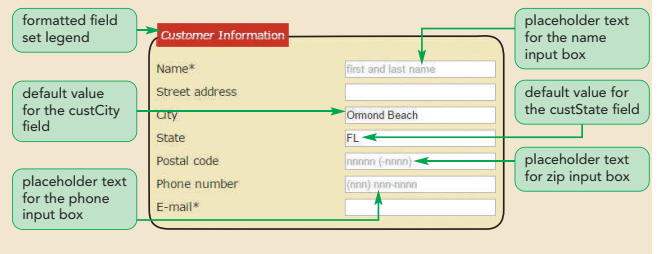 formatted field
set legend
Customer Information
placeholder text
for the name
input box
Name*
first and last name
Street address
default value
for the custCity
field
City
Ormond Beach
default value for
the custState field
State
FL
Postal code
nnnnn (-nnnn)
placeholder text
for zip input box
placeholder text
for the phone
input box
Phone number
(nnn) nnn-nnnn
E-mail*